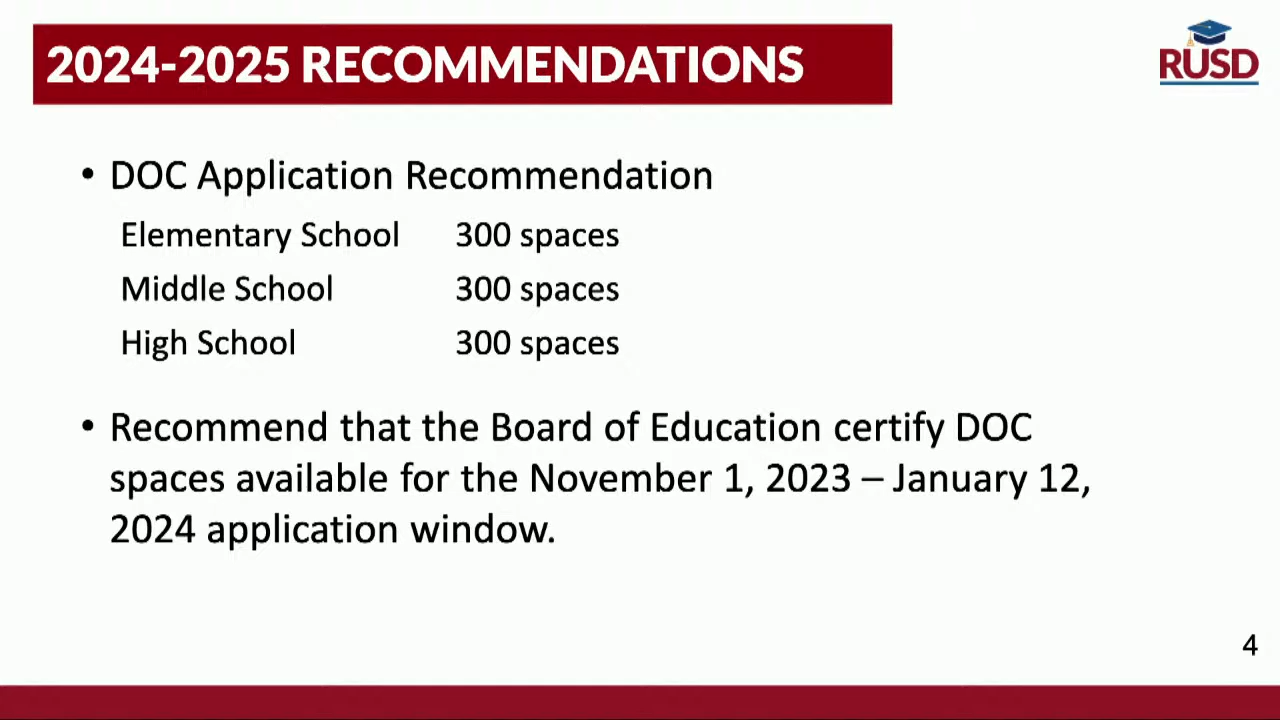 2024-2025 RECOMMENDATIONS
RUSD
• DOC Application Recommendation
Elementary School 300 spaces
Middle School 300 spaces
High School 300 spaces
• Recommend that the Board of Education certify DOC
spaces available for the November 1, 2023 – January 12,
2024 application window.
4